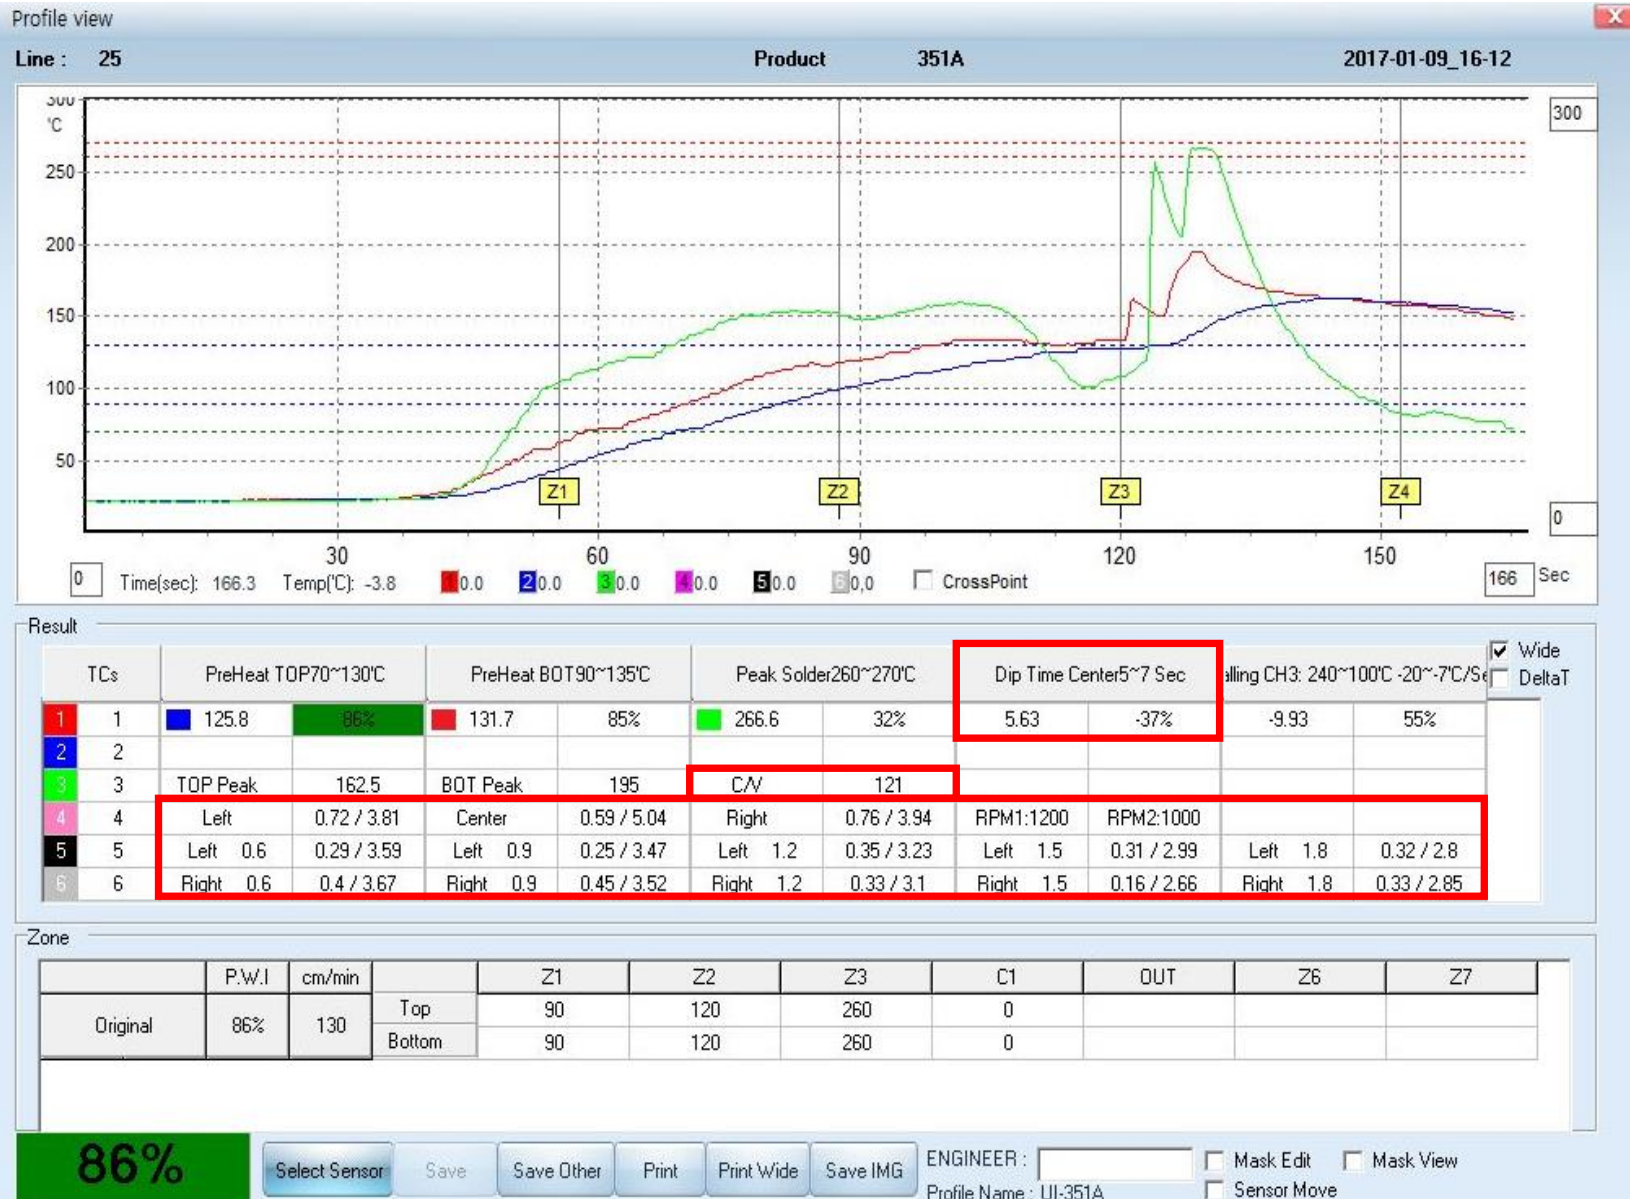 Profile view
Line : 25 Product 351A 2017-01-09_16-12
300
℃
250
200
150
100
50
300
0
Z1 Z2 Z3 Z4
30 60 90 120 150
0 Time(sec): 166.3 Temp(℃): -3.8 1 0.0 2 0.0 3 0.0 4 0.0 5 0.0 6 0,0 CrossPoint 166 Sec
Result
Wide
DeltaT
TCs PreHeat TOP70~130℃ PreHeat BOT90~135℃ Peak Solder260~270℃ Dip Time Center5~7 Sec alling CH3: 240~100℃ -20~-7℃/Se
1 1 125.8 86% 131.7 85% 266.6 32% 5.63 -37% -9.93 55%
2 2
3 3 TOP Peak 162.5 BOT Peak 195 C/V 121
4 4 Left 0.72 / 3.81 Center 0.59 / 5.04 Right 0.76 / 3.94 RPM1:1200 RPM2:1000
5 5 Left 0.6 0.29 / 3.59 Left 0.9 0.25 / 3.47 Left 1.2 0.35 / 3.23 Left 1.5 0.31 / 2.99 Left 1.8 0.32 / 2.8
6 6 Right 0.6 0.4 / 3.67 Right 0.9 0.45 / 3.52 Right 1.2 0.33 / 3.1 Right 1.5 0.16 / 2.66 Right 1.8 0.33 / 2.85
Zone
P.W.I cm/min Z1 Z2 Z3 C1 OUT Z6 Z7
Original 86% 130 Top 90 120 260 0
Bottom 90 120 260 0
86% Select Sensor Save Save Other Print Print Wide Save IMG ENGINEER : Mask Edit Mask View
Profile Name : UI-351A Sensor Move